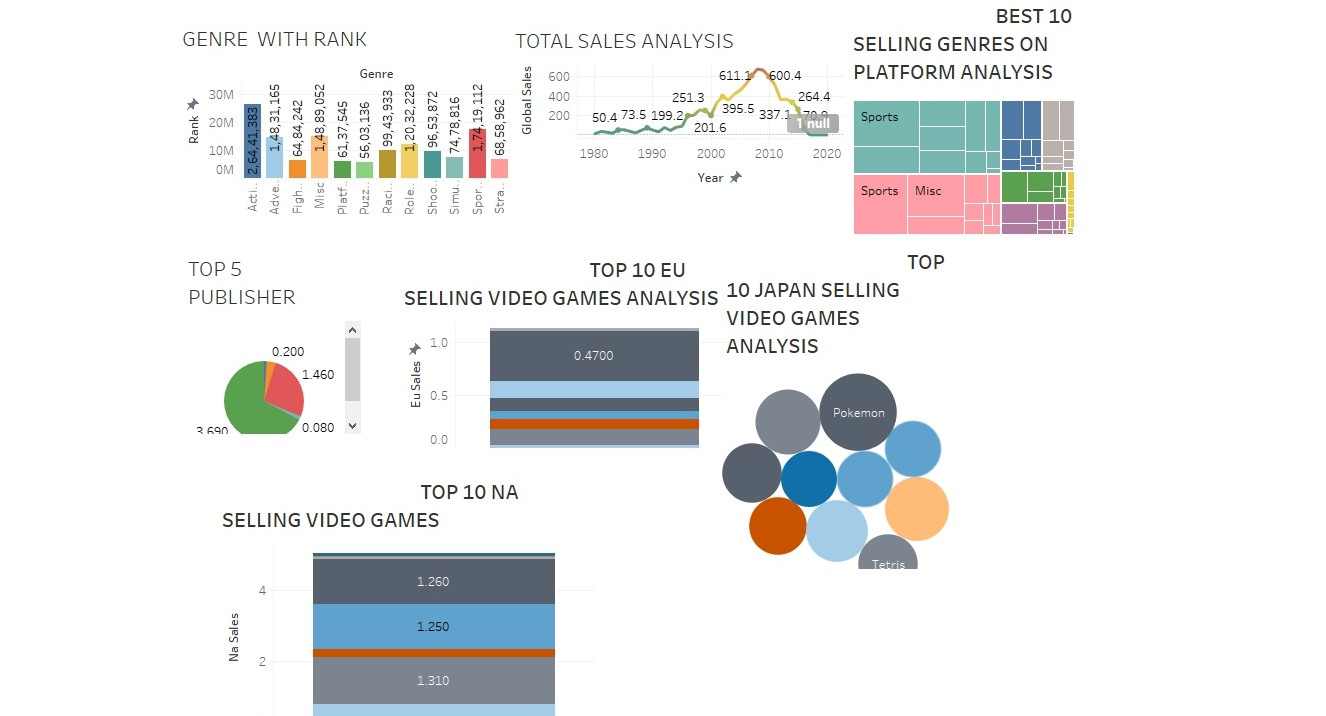 GENRE WITH RANK
Genre
Rank
30M
20M
10M
0M
2,64,41,383
1,48,31,165
64,84,242
1,48,89,052
61,37,545
56,03,136
99,43,933
1,20,32,228
96,53,872
74,78,816
1,74,19,112
68,58,962
Acti..
Adve..
Figh..
Misc
Platf..
Puzz..
Raci..
Role..
Shoo..
Simu..
Spor..
Stra..
TOTAL SALES ANALYSIS
Global Sales
600
400
200
50.4
73.5
199.2
251.3
201.6
611.1
395.5
600.4
337.1
264.4
1 null
1980
1990
2000
2010
2020
Year
BEST 10
SELLING GENRES ON
PLATFORM ANALYSIS
Sports
Sports
Misc
TOP 5
PUBLISHER
0.200
1.460
0.080
3.690
TOP 10 EU
SELLING VIDEO GAMES ANALYSIS
Eu Sales
1.0
0.5
0.0
0.4700
TOP
10 JAPAN SELLING
VIDEO GAMES
ANALYSIS
Pokemon
Tetris
TOP 10 NA
SELLING VIDEO GAMES
Na Sales
4
2
1.260
1.250
1.310